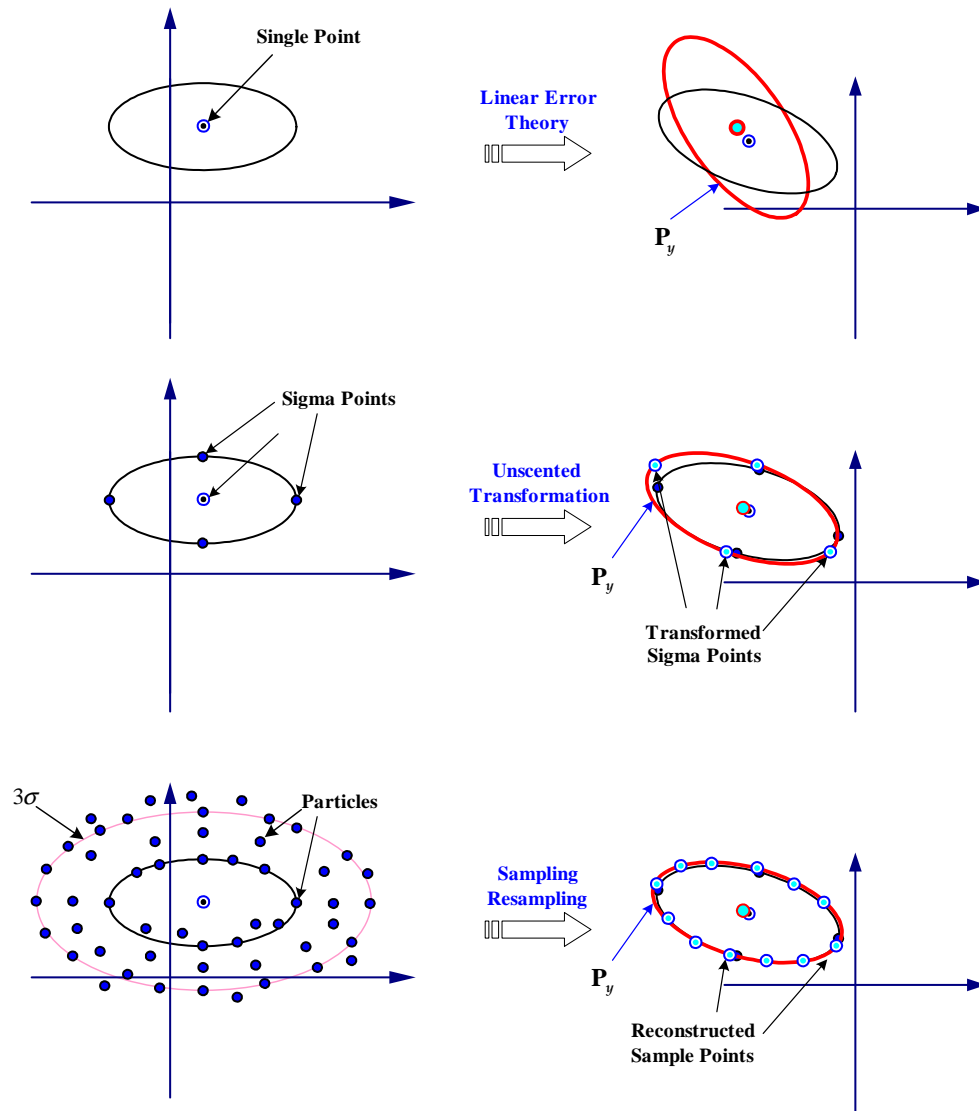 Single Point
Linear Error
Theory
P_y
Sigma Points
Unscented
Transformation
P_y
Transformed
Sigma Points
3σ
Particles
Sampling
Resampling
P_y
Reconstructed
Sample Points